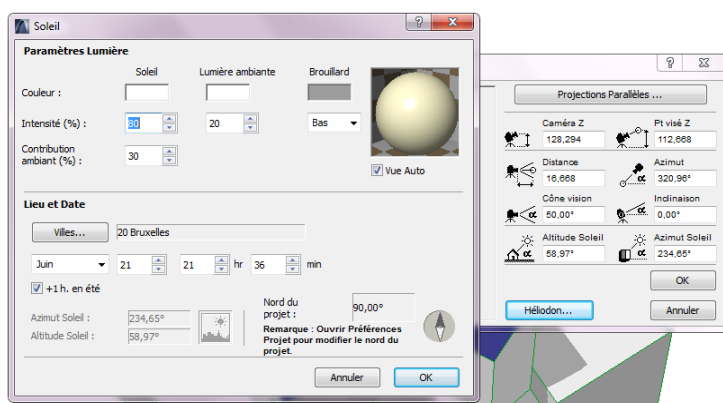 Soleil
Paramètres Lumière
Soleil Lumière ambiante Brouillard
Couleur :
Intensité (%) : 80 20 Bas
Contribution
ambiant (%) : 30
Vue Auto
Lieu et Date
Villes... 20 Bruxelles
Juin 21 21 hr 36 min
+1 h. en été
Azimut Soleil : 234,65°
Altitude Soleil : 58,97°
Nord du
projet : 90,00°
Remarque : Ouvrir Préférences
Projet pour modifier le nord du
projet.
Annuler OK
Projections Parallèles ...
Caméra Z Pt visé Z
128,294 112,668
Distance Azimut
16,668 320,96°
Cône vision Inclinaison
50,00° 0,00°
Altitude Soleil Azimut Soleil
58,97° 234,65°
OK
Héliodon... Annuler